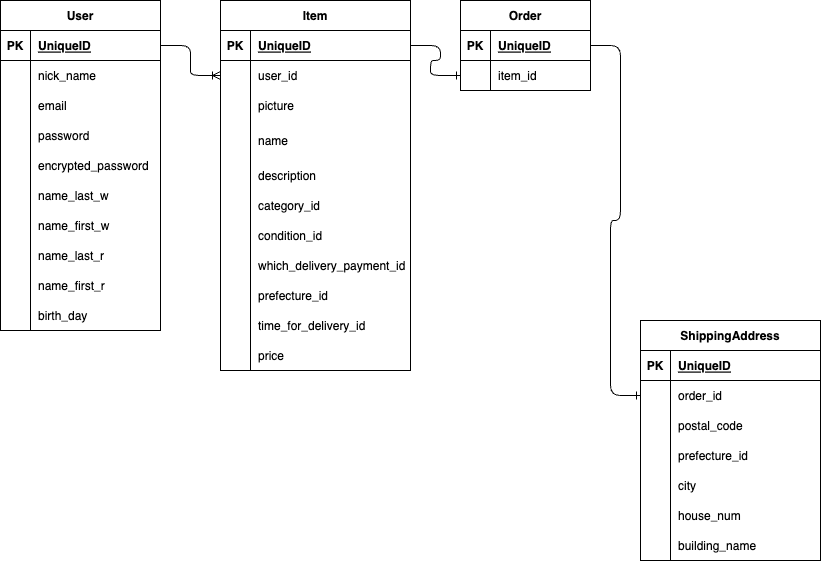 User
PK UniqueID
nick_name
email
password
encrypted_password
name_last_w
name_first_w
name_last_r
name_first_r
birth_day
Item
PK UniqueID
user_id
picture
name
description
category_id
condition_id
which_delivery_payment_id
prefecture_id
time_for_delivery_id
price
Order
PK UniqueID
item_id
ShippingAddress
PK UniqueID
order_id
postal_code
prefecture_id
city
house_num
building_name